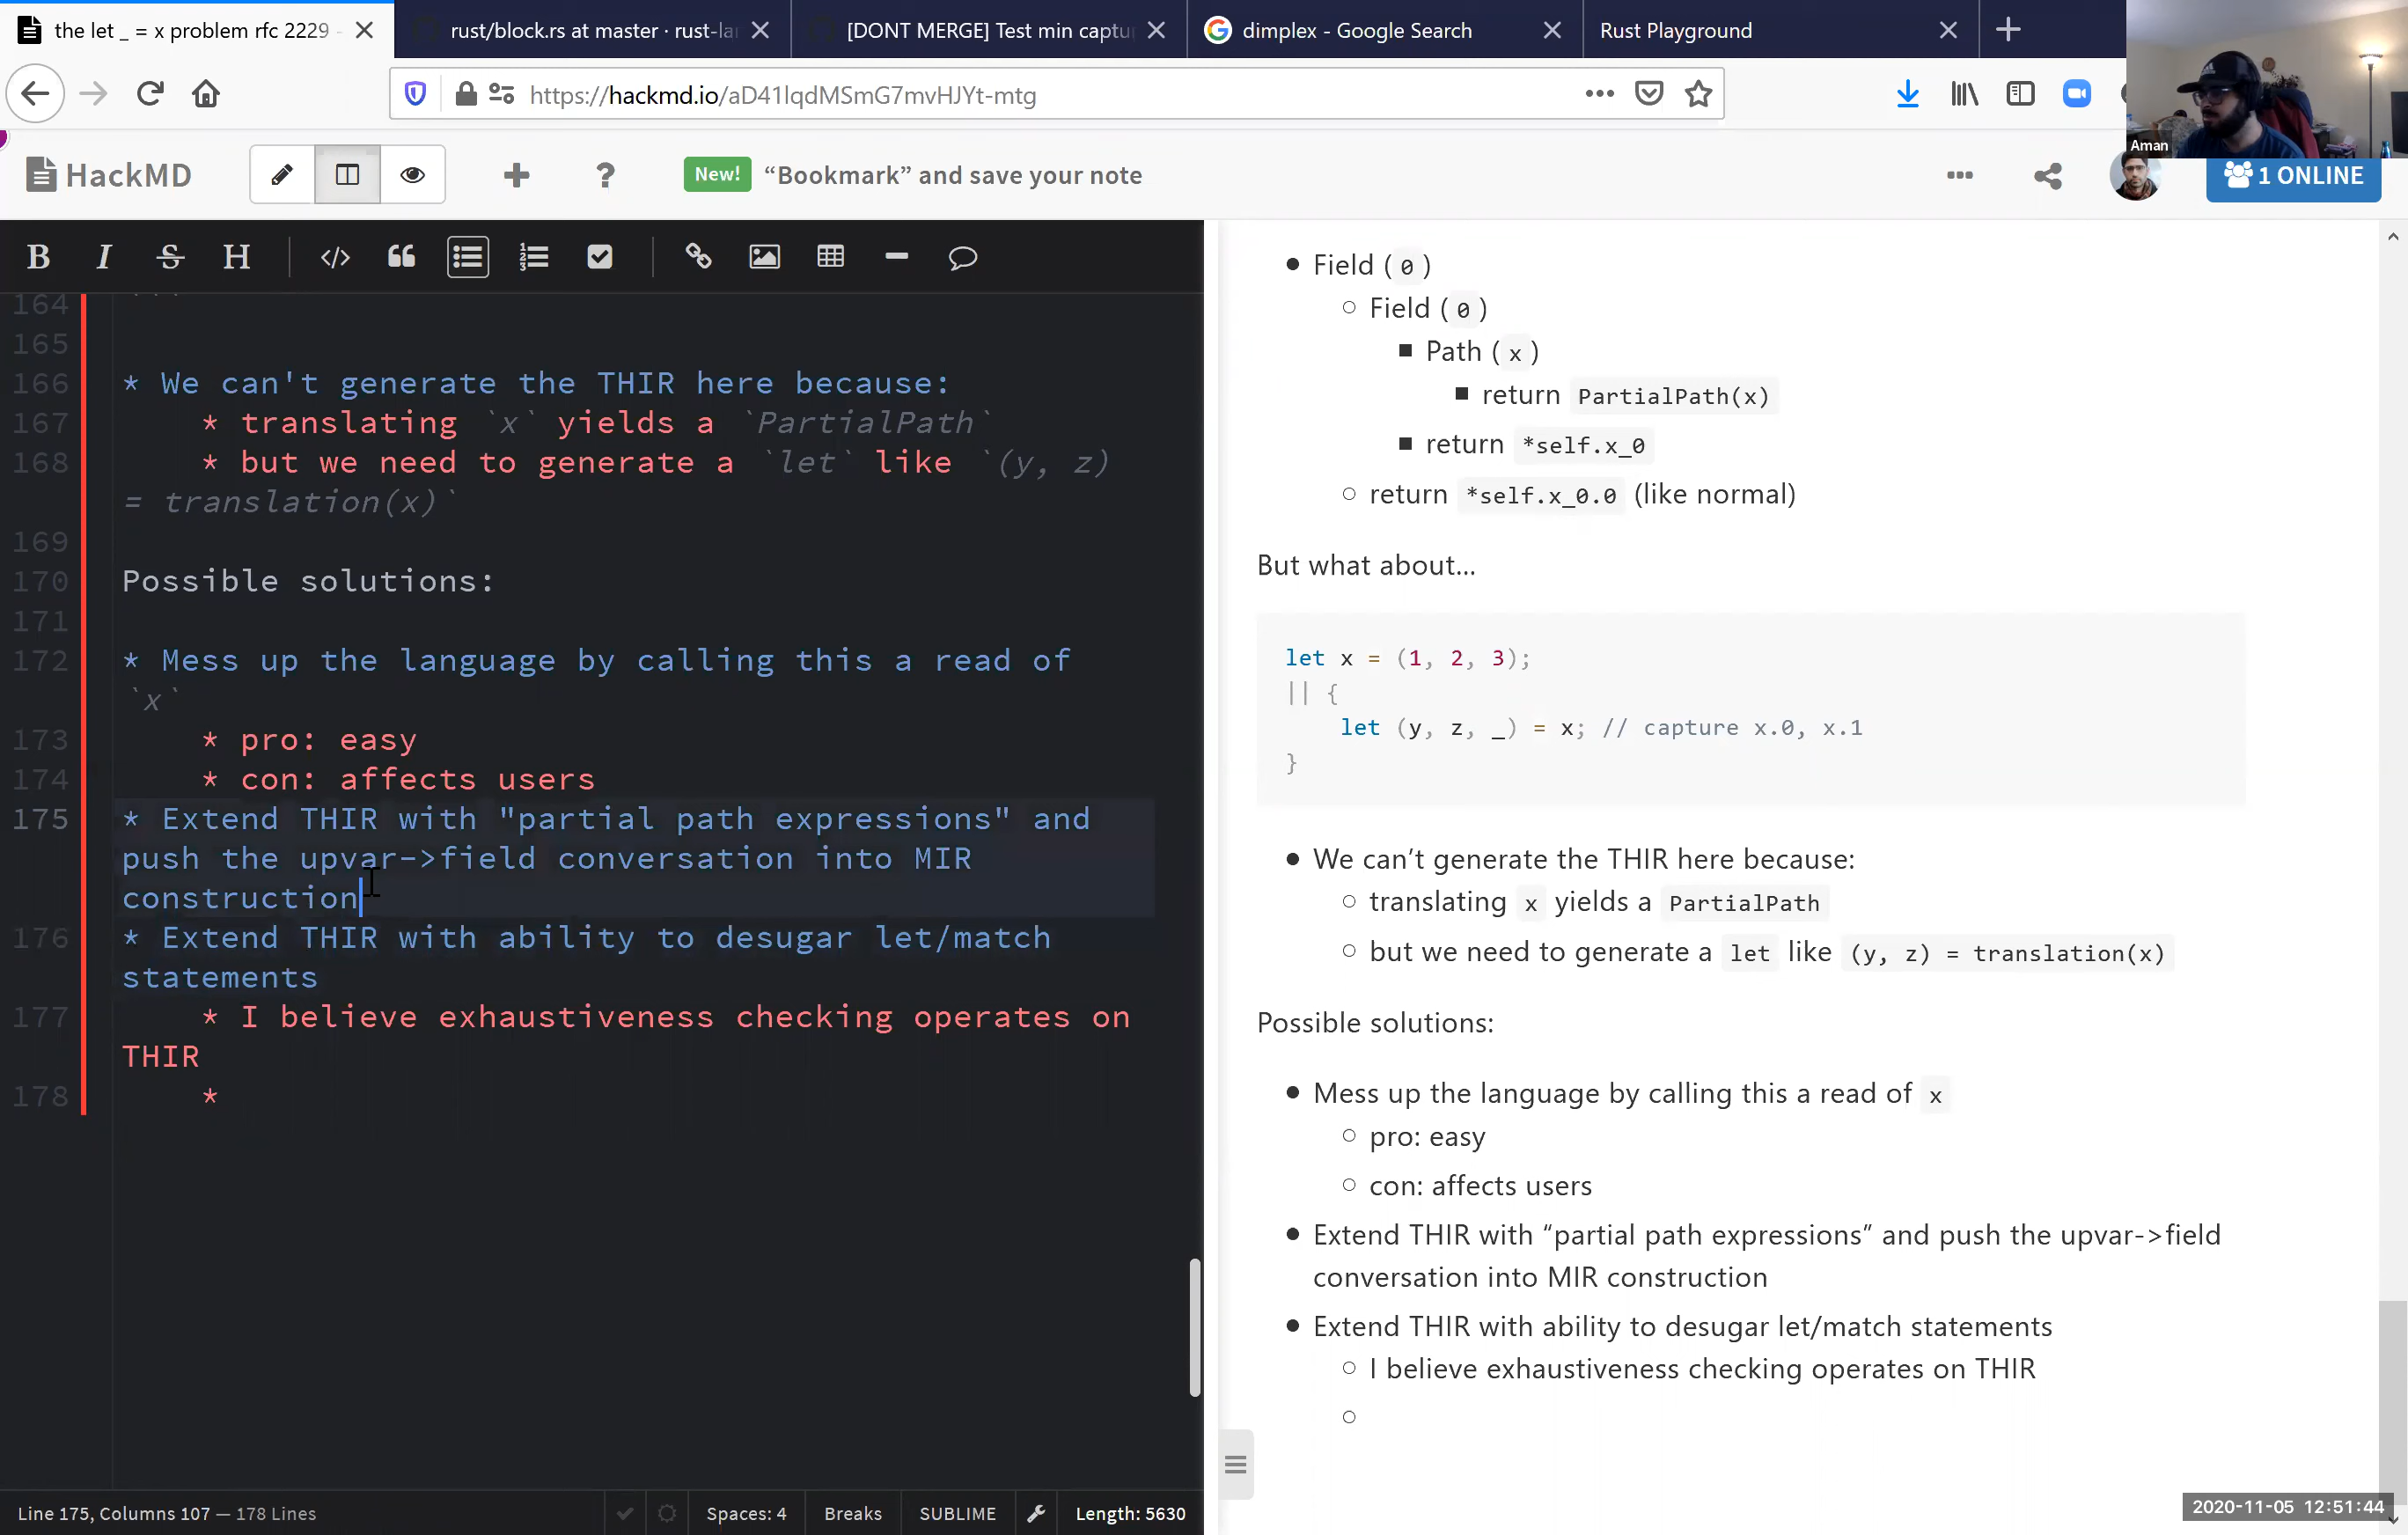 the let _ = x problem rfc 2229
rust/block.rs at master · rust-la
[DONT MERGE] Test min captu
dimplex - Google Search
Rust Playground
https://hackmd.io/aD41lqdMSmG7mvHJYt-mtg
Aman
HackMD
New! “Bookmark” and save your note
1 ONLINE
B I S H
164 ```
165
166 * We can't generate the THIR here because:
167 * translating `x` yields a `PartialPath`
168 * but we need to generate a `let` like `(y, z)
= translation(x)`
169
170 Possible solutions:
171
172 * Mess up the language by calling this a read of
`x`
173 * pro: easy
174 * con: affects users
175 * Extend THIR with "partial path expressions" and
push the upvar->field conversation into MIR
construction
176 * Extend THIR with ability to desugar let/match
statements
177 * I believe exhaustiveness checking operates on
THIR
178 *
Line 175, Columns 107 — 178 Lines
Spaces: 4
Breaks
SUBLIME
Length: 5630
Field ( 0 )
Field ( 0 )
Path ( x )
return PartialPath(x)
return *self.x_0
return *self.x_0.0 (like normal)
But what about…
let x = (1, 2, 3);
|| {
let (y, z, _) = x; // capture x.0, x.1
}
We can’t generate the THIR here because:
translating x yields a PartialPath
but we need to generate a let like (y, z) = translation(x)
Possible solutions:
Mess up the language by calling this a read of x
pro: easy
con: affects users
Extend THIR with “partial path expressions” and push the upvar->field
conversation into MIR construction
Extend THIR with ability to desugar let/match statements
I believe exhaustiveness checking operates on THIR
2020-11-05 12:51:44